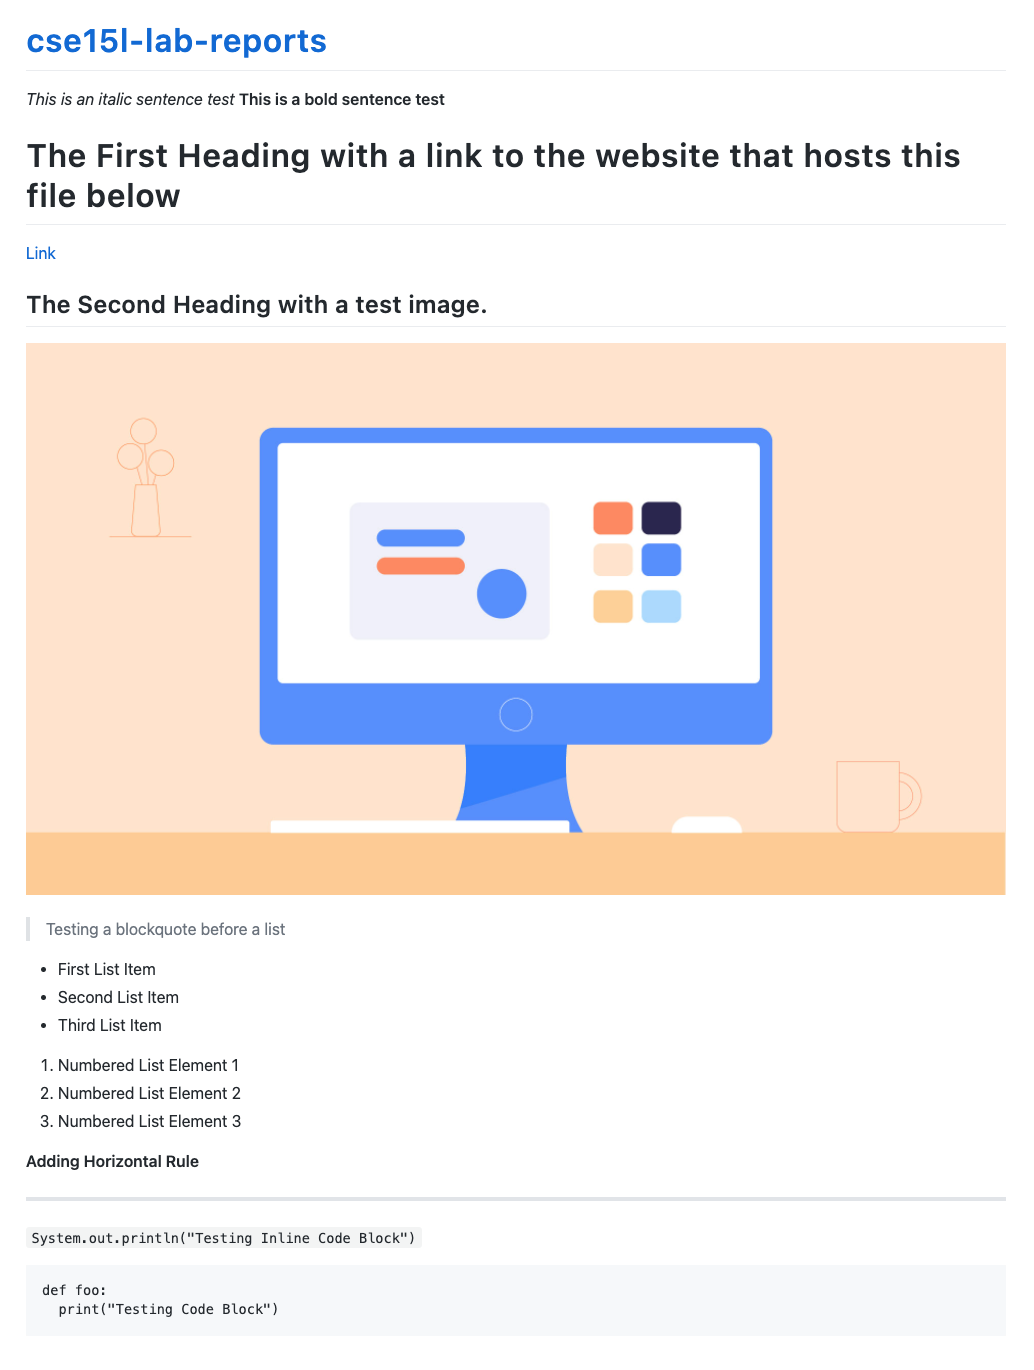 cse15l-lab-reports
This is an italic sentence test This is a bold sentence test
The First Heading with a link to the website that hosts this
file below
Link
The Second Heading with a test image.
Testing a blockquote before a list
• First List Item
• Second List Item
• Third List Item
1. Numbered List Element 1
2. Numbered List Element 2
3. Numbered List Element 3
Adding Horizontal Rule
System.out.println("Testing Inline Code Block")
def foo:
  print("Testing Code Block")